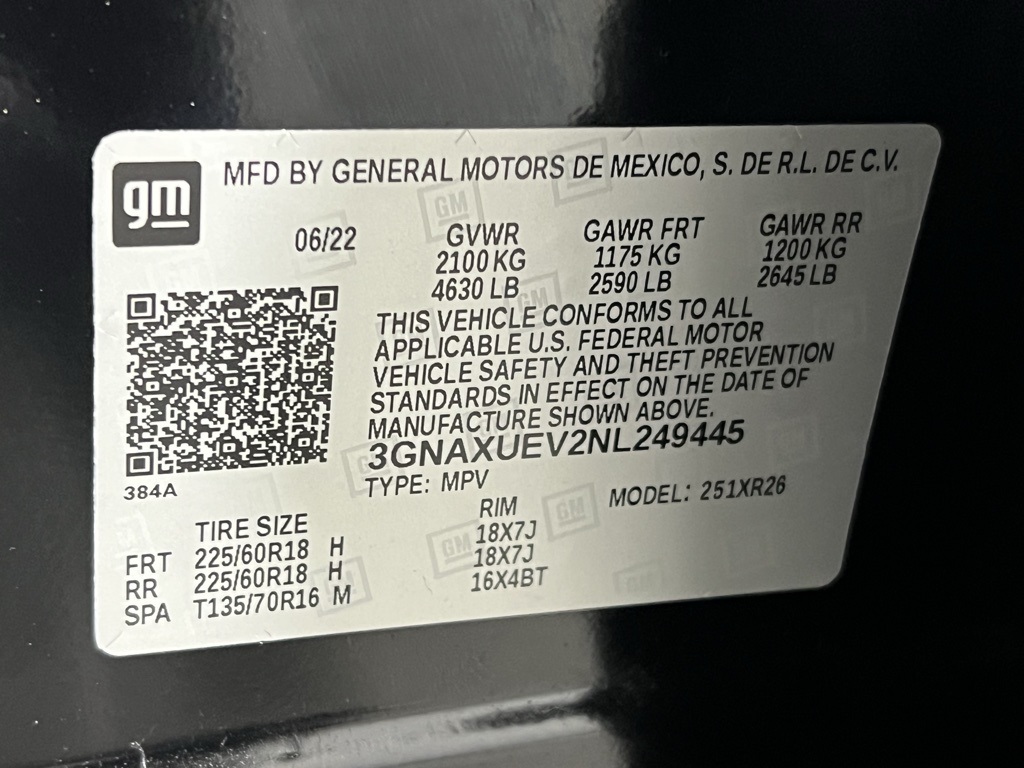 gm MFD BY GENERAL MOTORS DE MEXICO, S. DE R.L. DE C.V.
06/22 GVWR GAWR FRT GAWR RR
2100 KG 1175 KG 1200 KG
4630 LB 2590 LB 2645 LB
THIS VEHICLE CONFORMS TO ALL
APPLICABLE U.S. FEDERAL MOTOR
VEHICLE SAFETY AND THEFT PREVENTION
STANDARDS IN EFFECT ON THE DATE OF
MANUFACTURE SHOWN ABOVE.
3GNAXUEV2NL249445
384A TYPE: MPV MODEL: 251XR26
TIRE SIZE RIM
FRT 225/60R18 H 18X7J
RR 225/60R18 H 18X7J
SPA T135/70R16 M 16X4BT